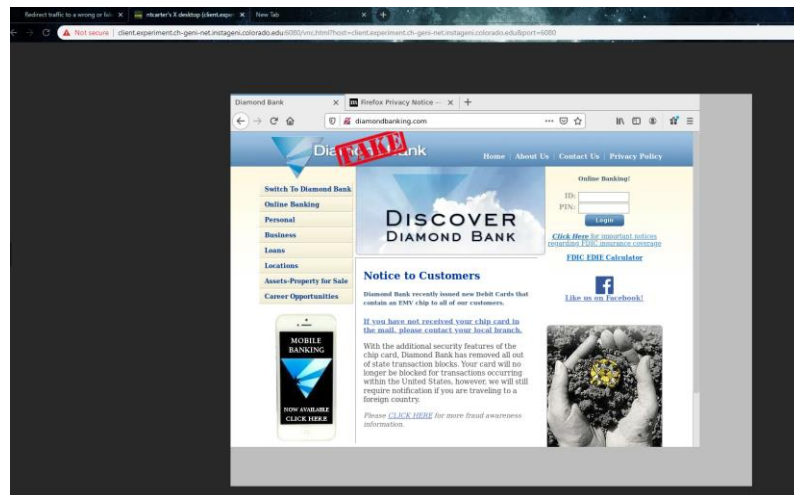 Redirect traffic to a wrong or fak
ntcarter's X desktop (client.exper
New Tab
Not secure | client.experiment.ch-geni-net.instageni.colorado.edu:6080/vnc.html?host=client.experiment.ch-geni-net.instageni.colorado.edu&port=6080
Diamond Bank
Firefox Privacy Notice —
diamondbanking.com
Diamond Bank
FAKE
Home | About Us | Contact Us | Privacy Policy
Switch To Diamond Bank
Online Banking
Personal
Business
Loans
Locations
Assets-Property for Sale
Career Opportunities
MOBILE
BANKING
NOW AVAILABLE
CLICK HERE
DISCOVER
DIAMOND BANK
Notice to Customers
Diamond Bank recently issued new Debit Cards that
contain an EMV chip to all of our customers.
If you have not received your chip card in
the mail, please contact your local branch.
With the additional security features of the
chip card, Diamond Bank has removed all out
of state transaction blocks. Your card will no
longer be blocked for transactions occurring
within the United States, however, we will still
require notification if you are traveling to a
foreign country.
Please CLICK HERE for more fraud awareness
information.
Online Banking!
ID:
PIN:
Login
Click Here for important notices
regarding FDIC insurance coverage
FDIC EDIE Calculator
Like us on Facebook!